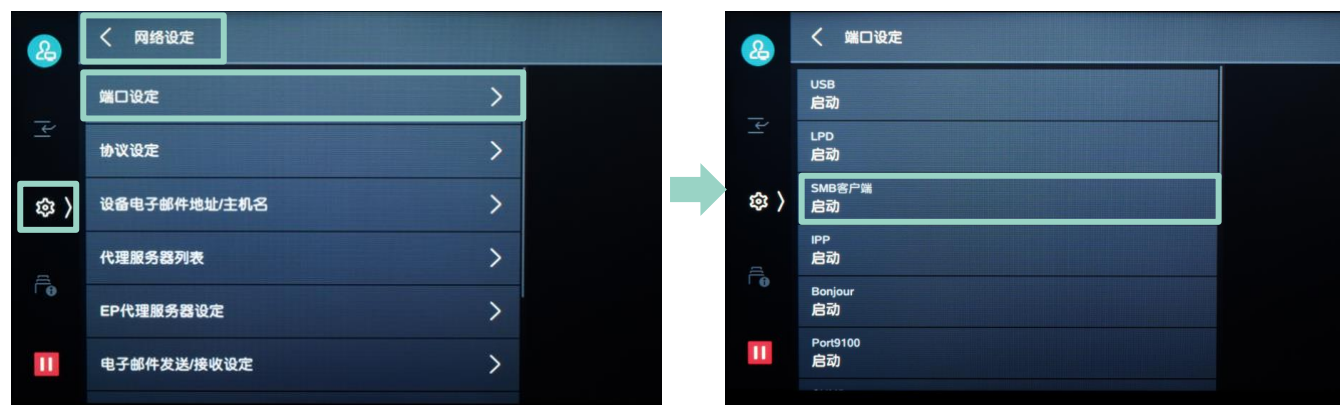 网络设定
端口设定
协议设定
设备电子邮件地址/主机名
代理服务器列表
EP代理服务器设定
电子邮件发送/接收设定
端口设定
USB
启动
LPD
启动
SMB客户端
启动
IPP
启动
Bonjour
启动
Port9100
启动